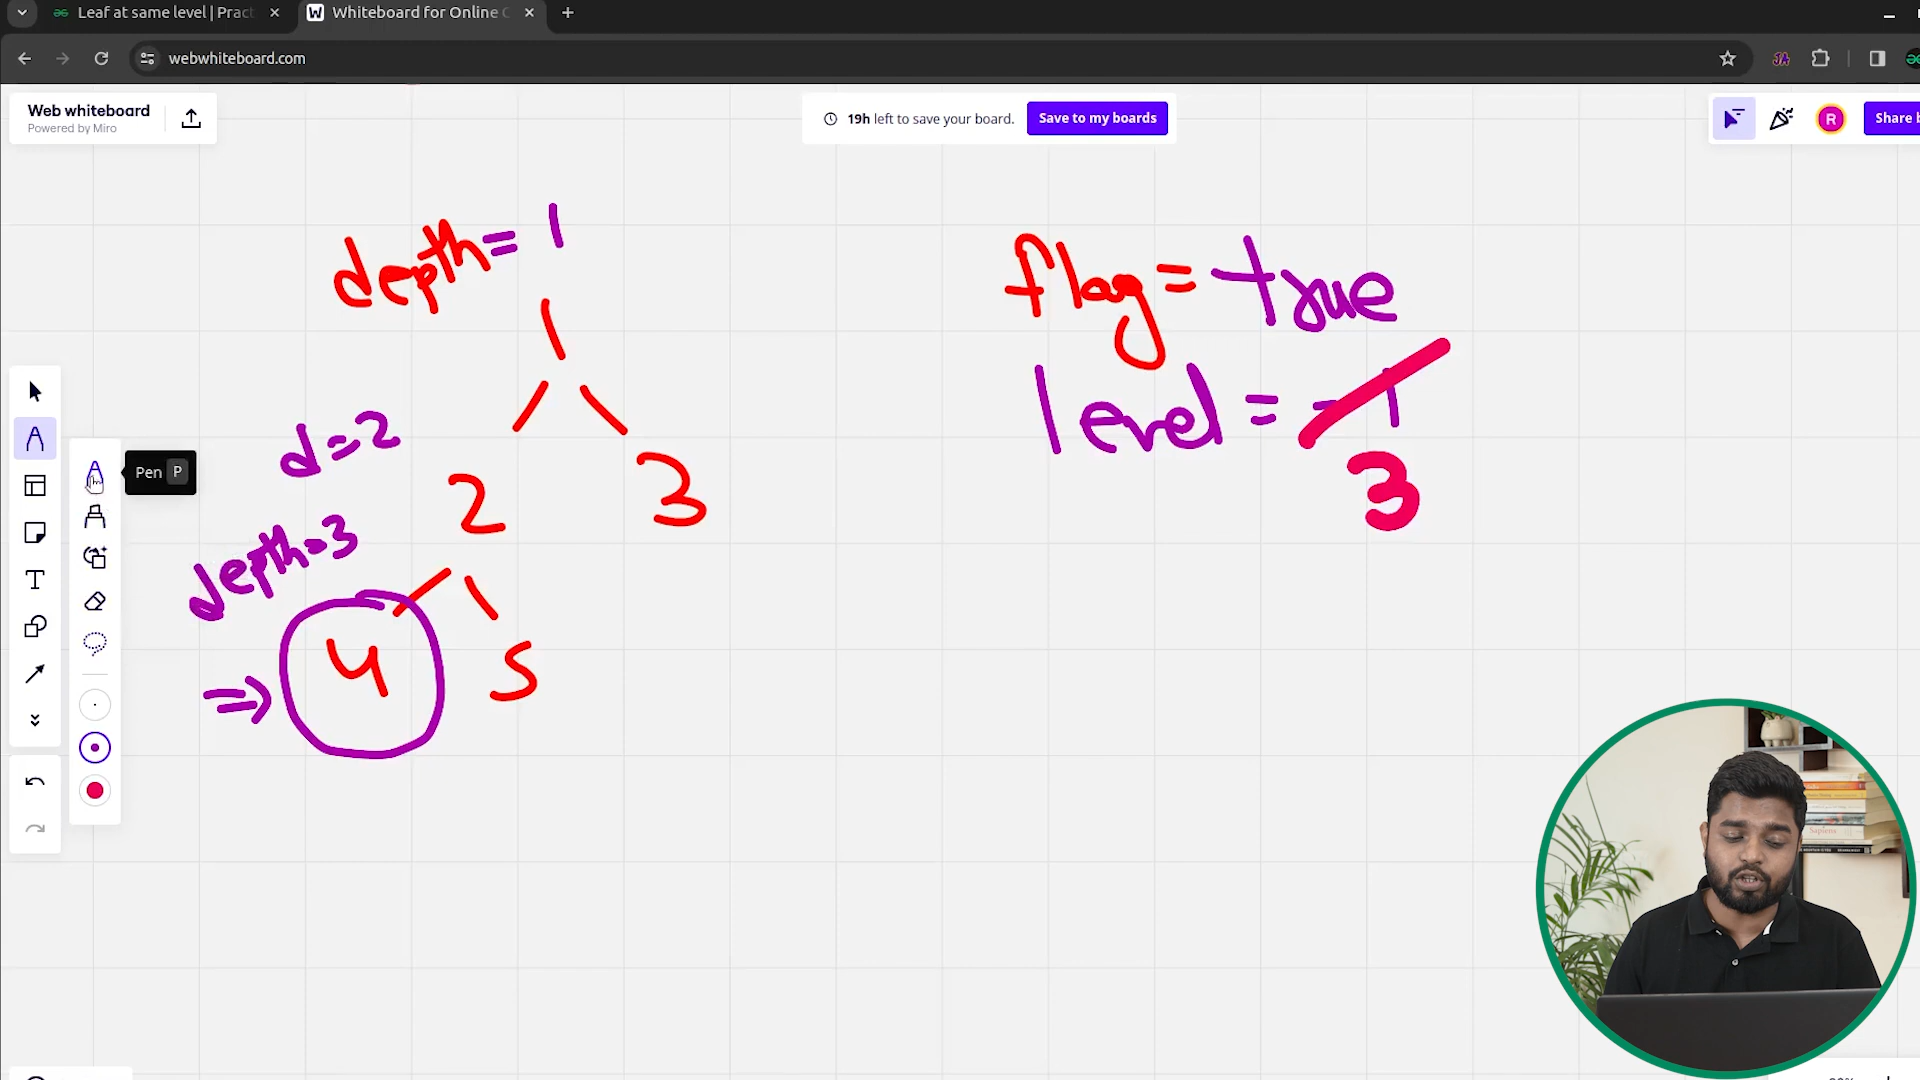 Leaf at same level | Pract
Whiteboard for Online C
webwhiteboard.com
Web whiteboard
Powered by Miro
19h left to save your board.
Save to my boards
R
Share b
depth = 1
flag = true
1
level = -1
d=2
3
Pen P
2 3
depth=3
4 5
T
Sapiens